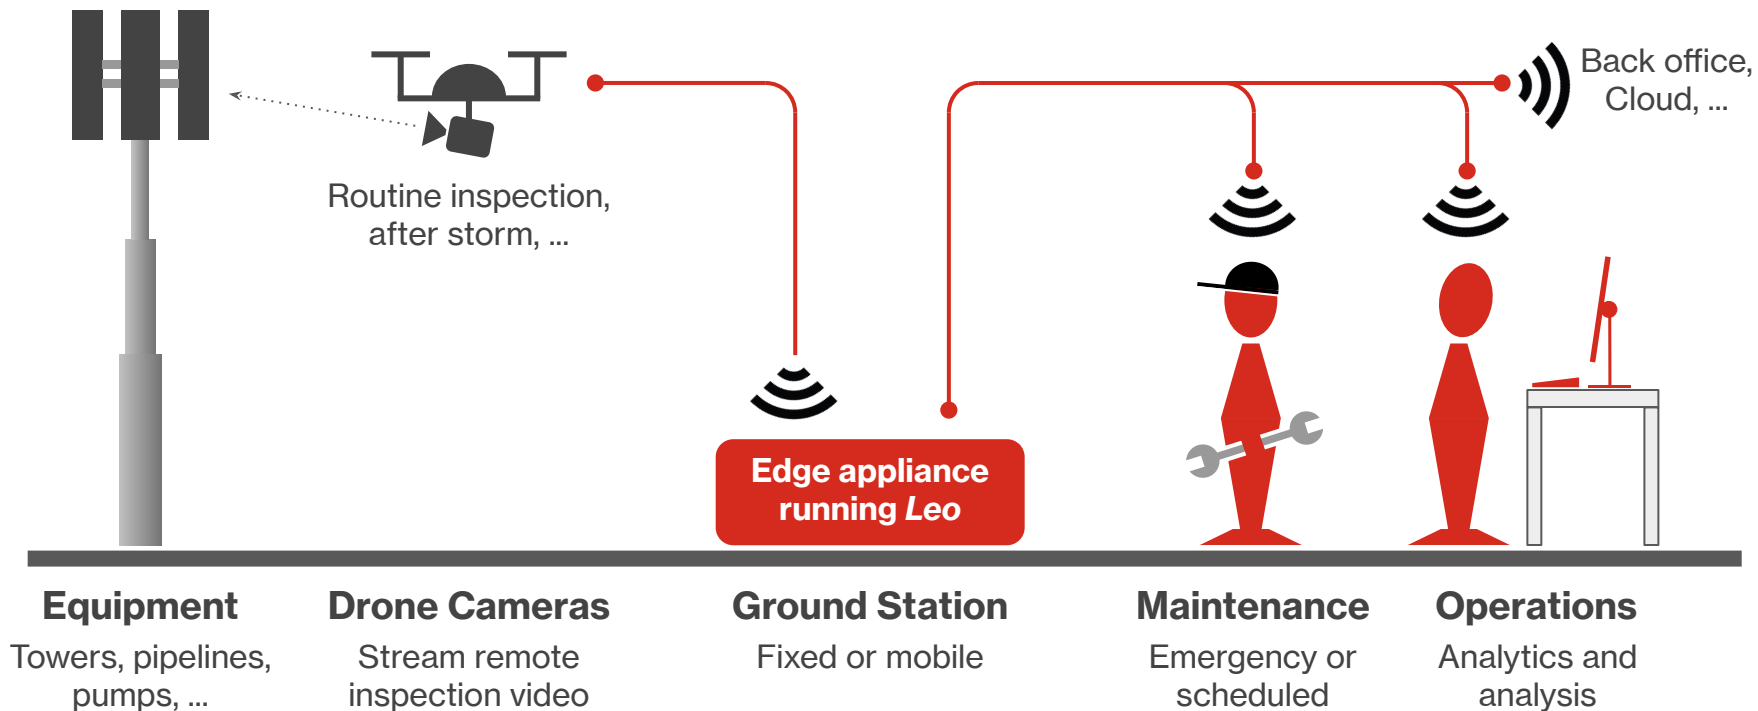 Back office,
Cloud, ...
Routine inspection,
after storm, ...
Edge appliance
running Leo
Equipment
Towers, pipelines,
pumps, ...
Drone Cameras
Stream remote
inspection video
Ground Station
Fixed or mobile
Maintenance
Emergency or
scheduled
Operations
Analytics and
analysis